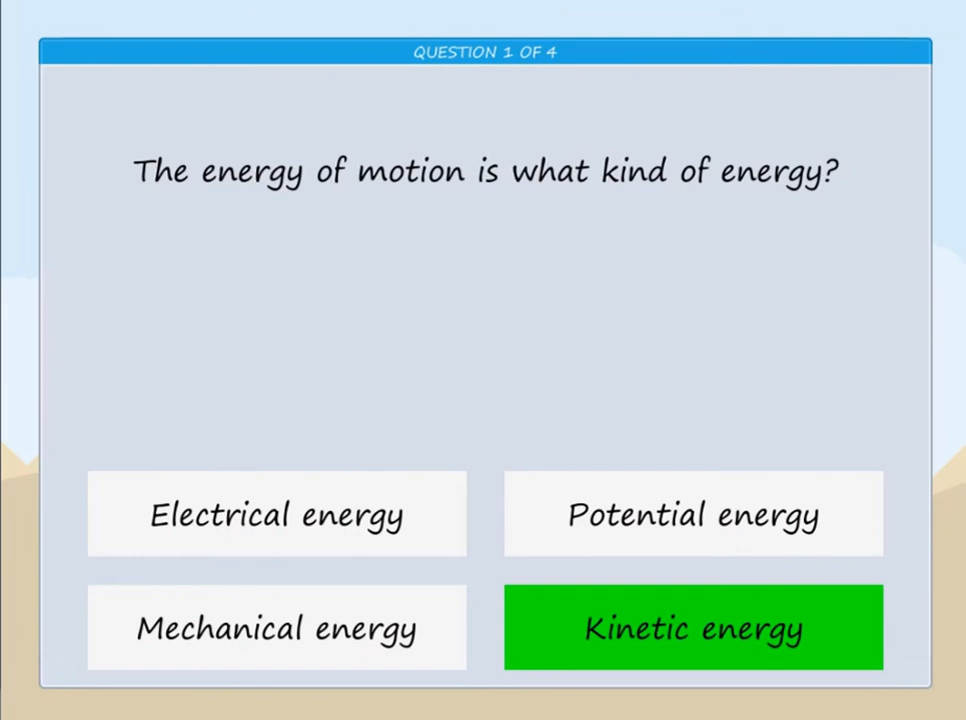 QUESTION 1 OF 4
The energy of motion is what kind of energy?
Electrical energy
Potential energy
Mechanical energy
Kinetic energy